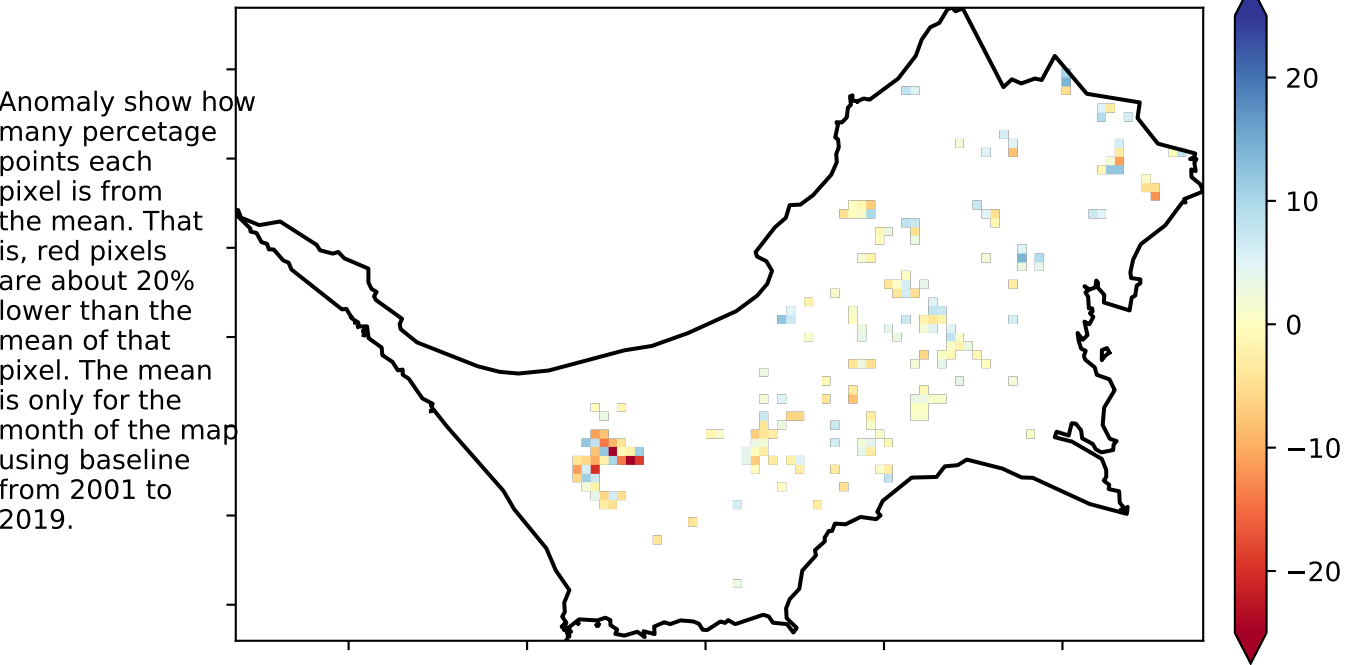 Anomaly show how
many percetage
points each
pixel is from
the mean. That
is, red pixels
are about 20%
lower than the
mean of that
pixel. The mean
is only for the
month of the map
using baseline
from 2001 to
2019.
20
10
0
−10
−20